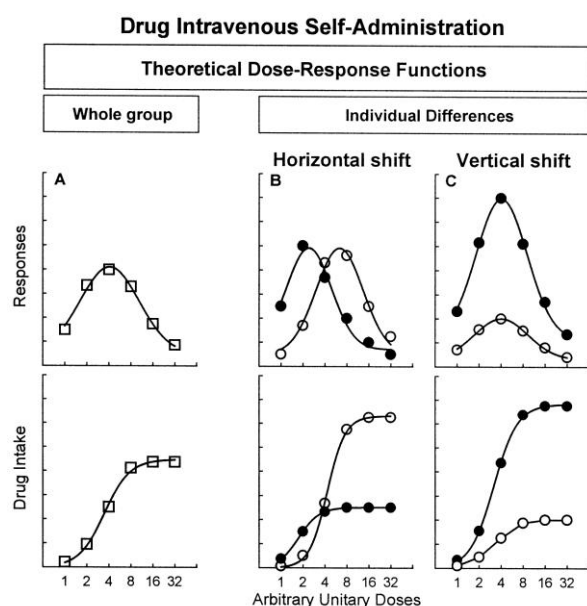 Drug Intravenous Self-Administration
Theoretical Dose-Response Functions
Whole group
Individual Differences
Horizontal shift
Vertical shift
A
B
C
Responses
Drug Intake
1 2 4 8 16 32
1 2 4 8 16 32
1 2 4 8 16 32
Arbitrary Unitary Doses